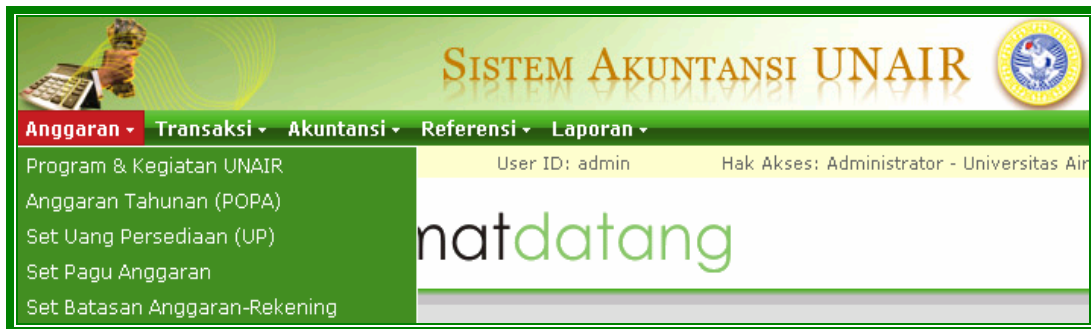 SISTEM AKUNTANSI UNAIR
Anggaran Transaksi Akuntansi Referensi Laporan
User ID: admin Hak Akses: Administrator - Universitas Air
Program & Kegiatan UNAIR
Anggaran Tahunan (POPA)
Set Uang Persediaan (UP)
Set Pagu Anggaran
Set Batasan Anggaran-Rekening
matdatang